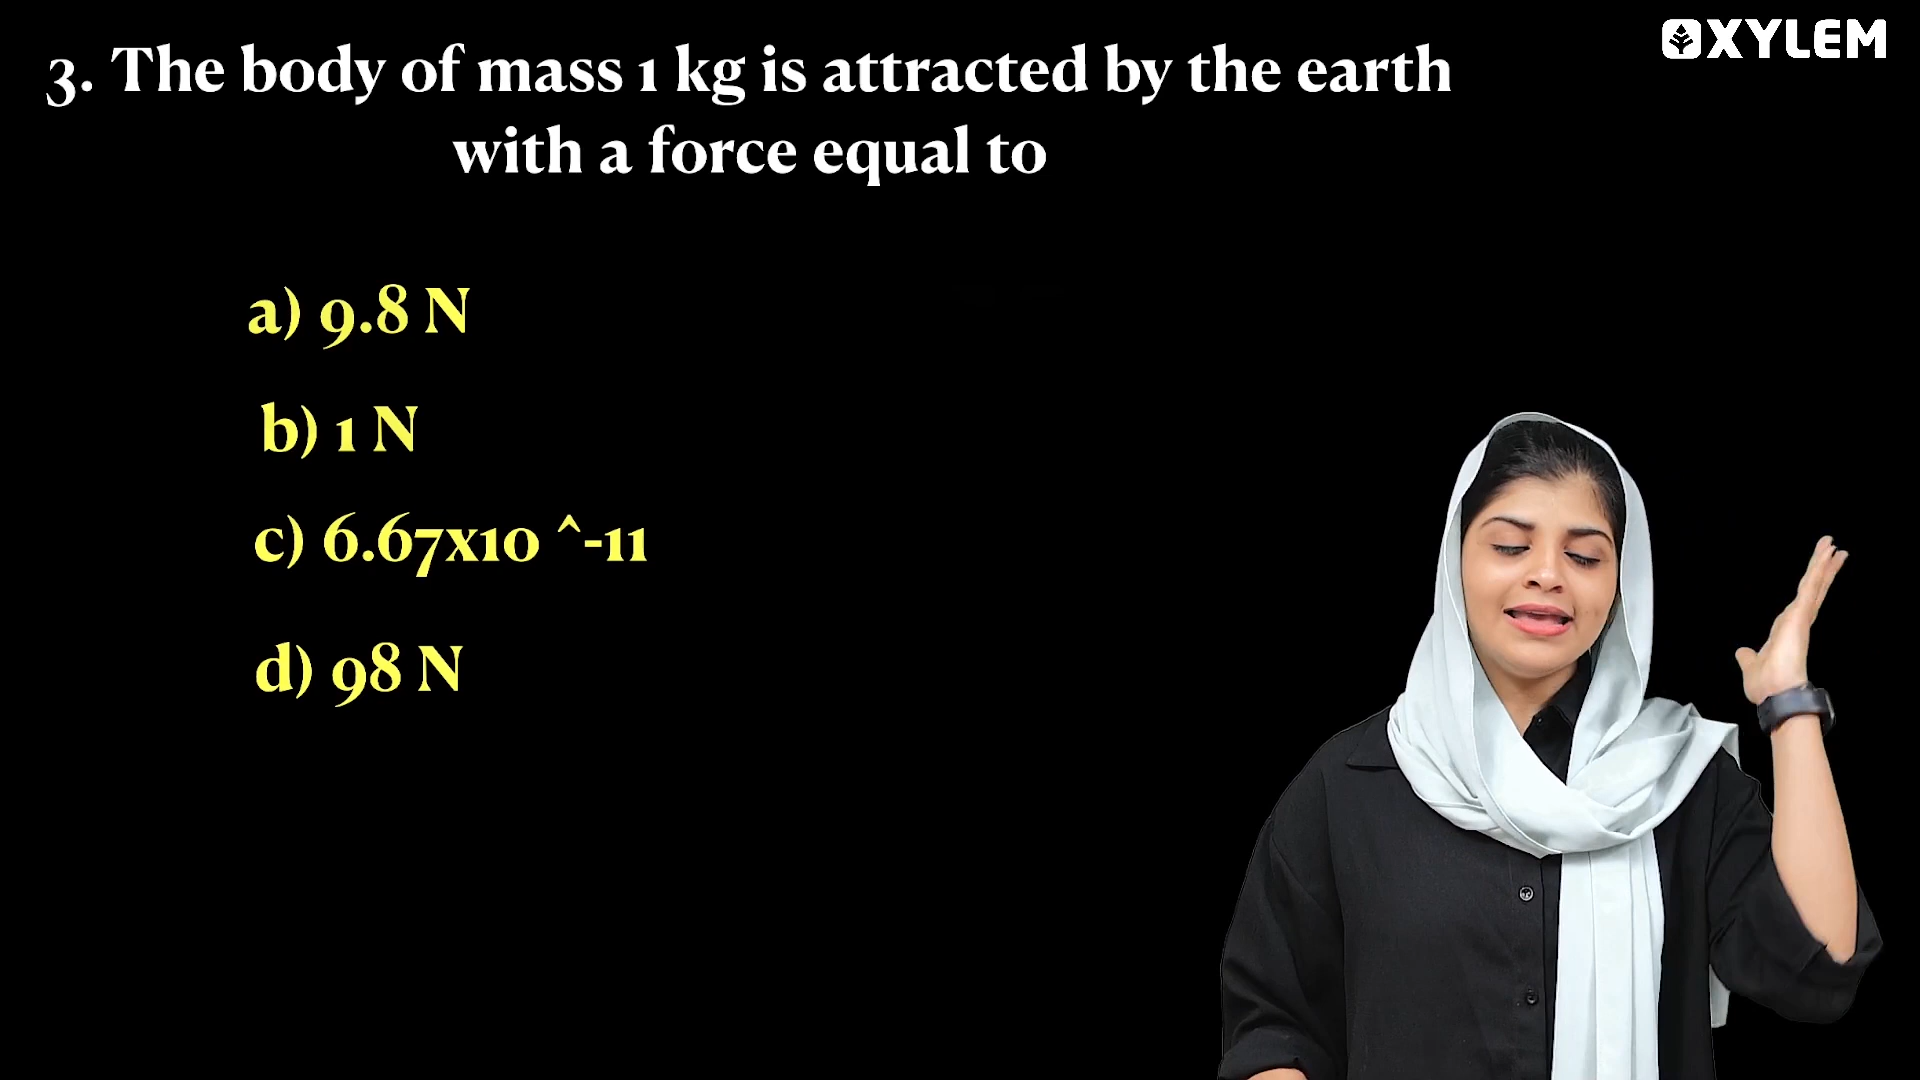 XYLEM
3. The body of mass 1 kg is attracted by the earth
with a force equal to
a) 9.8 N
b) 1 N
c) 6.67x10 ^-11
d) 98 N